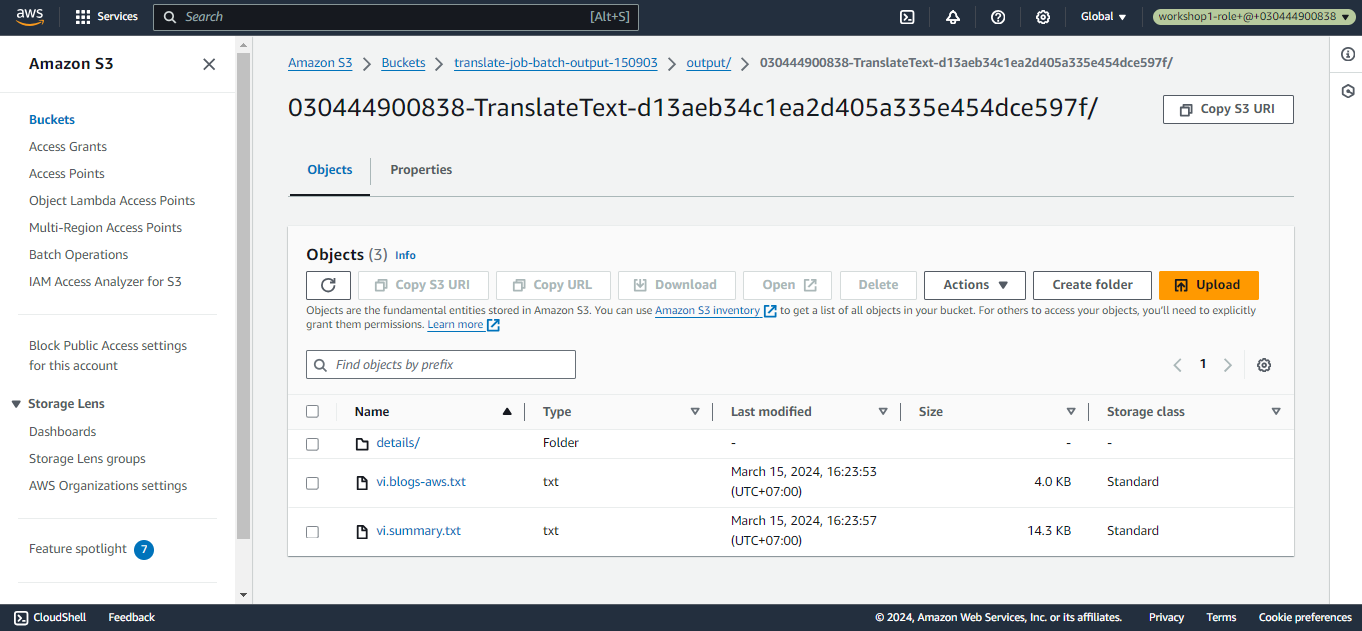 aws
Services
Search
[Alt+S]
Global
workshop1-role+@+030444900838
Amazon S3
Buckets
Access Grants
Access Points
Object Lambda Access Points
Multi-Region Access Points
Batch Operations
IAM Access Analyzer for S3
Block Public Access settings
for this account
Storage Lens
Dashboards
Storage Lens groups
AWS Organizations settings
Feature spotlight 7
Amazon S3 > Buckets > translate-job-batch-output-150903 > output/ > 030444900838-TranslateText-d13aeb34c1ea2d405a335e454dce597f/
030444900838-TranslateText-d13aeb34c1ea2d405a335e454dce597f/
Copy S3 URI
Objects
Properties
Objects (3) Info
Copy S3 URI
Copy URL
Download
Open
Delete
Actions
Create folder
Upload
Objects are the fundamental entities stored in Amazon S3. You can use Amazon S3 inventory to get a list of all objects in your bucket. For others to access your objects, you'll need to explicitly
grant them permissions. Learn more
Find objects by prefix
1
Name Type Last modified Size Storage class
details/ Folder - - -
vi.blogs-aws.txt txt March 15, 2024, 16:23:53 4.0 KB Standard
(UTC+07:00)
vi.summary.txt txt March 15, 2024, 16:23:57 14.3 KB Standard
(UTC+07:00)
CloudShell Feedback © 2024, Amazon Web Services, Inc. or its affiliates. Privacy Terms Cookie preferences